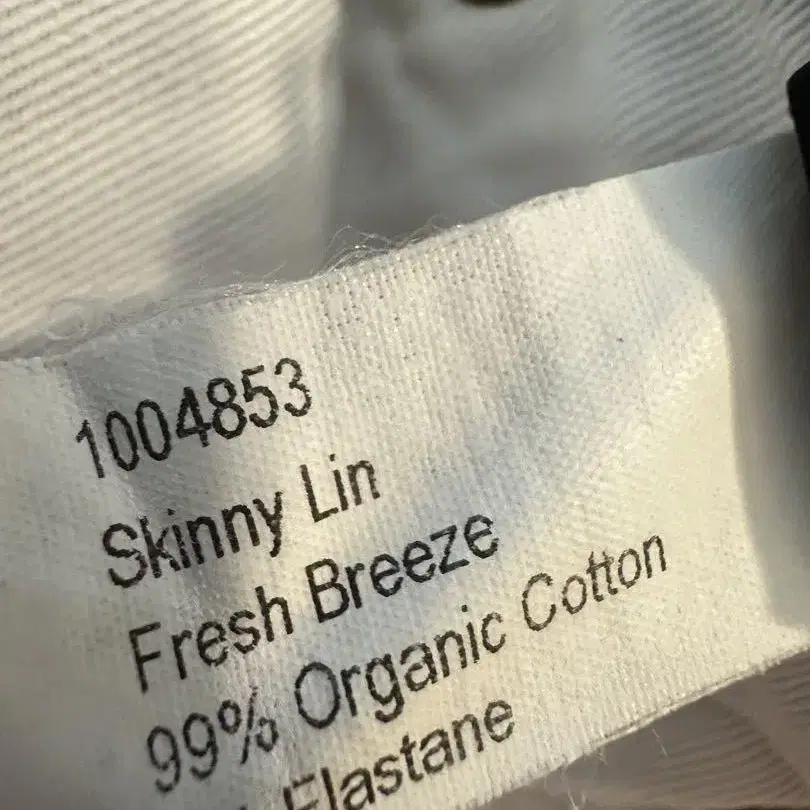 1004853
Skinny Lin
Fresh Breeze
99% Organic Cotton
Elastane